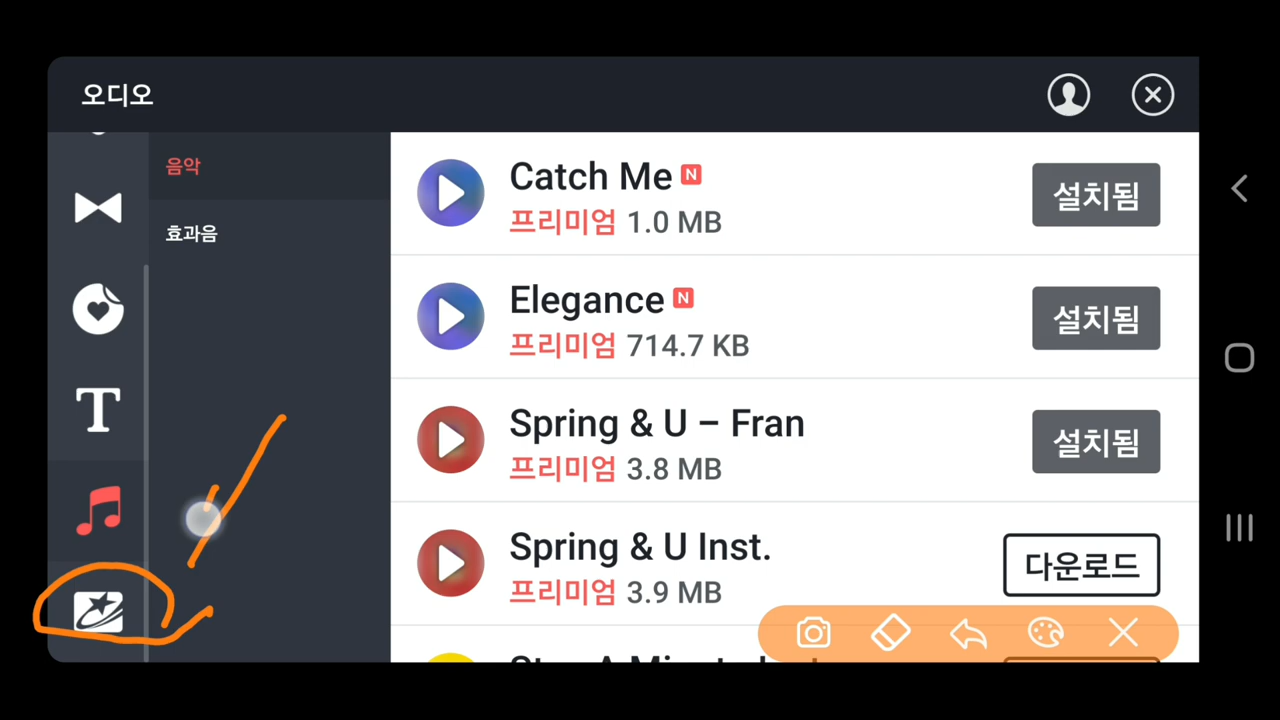 오디오
음악
효과음
Catch Me N
프리미엄 1.0 MB
설치됨
Elegance N
프리미엄 714.7 KB
설치됨
Spring & U – Fran
프리미엄 3.8 MB
설치됨
Spring & U Inst.
프리미엄 3.9 MB
다운로드
T